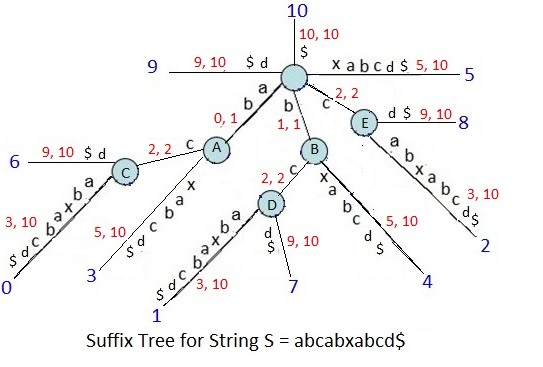 10
10, 10
$
9
9, 10 $ d
x a b c d $ 5, 10
5
a
b
0, 1
b
1, 1
c
2, 2
E
d $ 9, 10
8
6
9, 10 $ d
C
2, 2 c
A
B
a b x a b c d $
3, 10
2
3, 10
$ d c b a x b a
0
5, 10
$ d c b a x
3
2, 2 c
D
x a b c d $
5, 10
4
$ d c b a x b a
3, 10
1
d $
9, 10
7
Suffix Tree for String S = abcabxabcd$